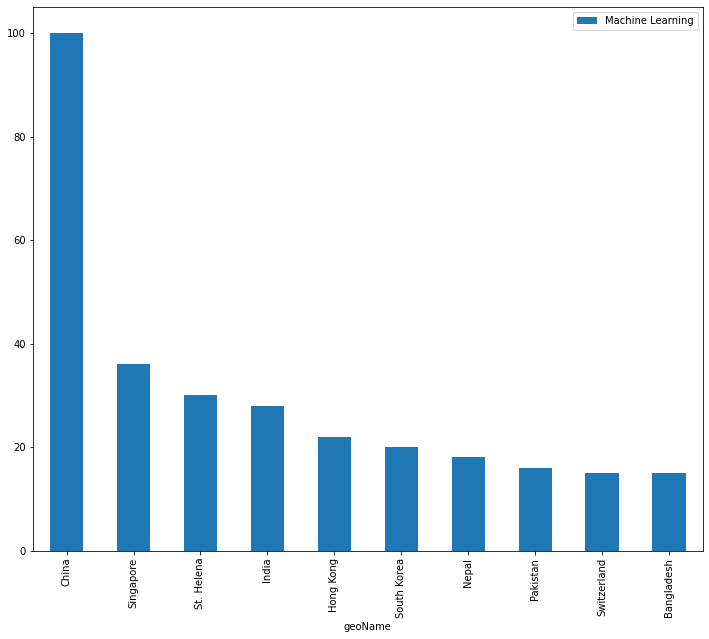 Machine Learning
100
80
60
40
20
0
China
Singapore
St. Helena
India
Hong Kong
South Korea
Nepal
Pakistan
Switzerland
Bangladesh
geoName